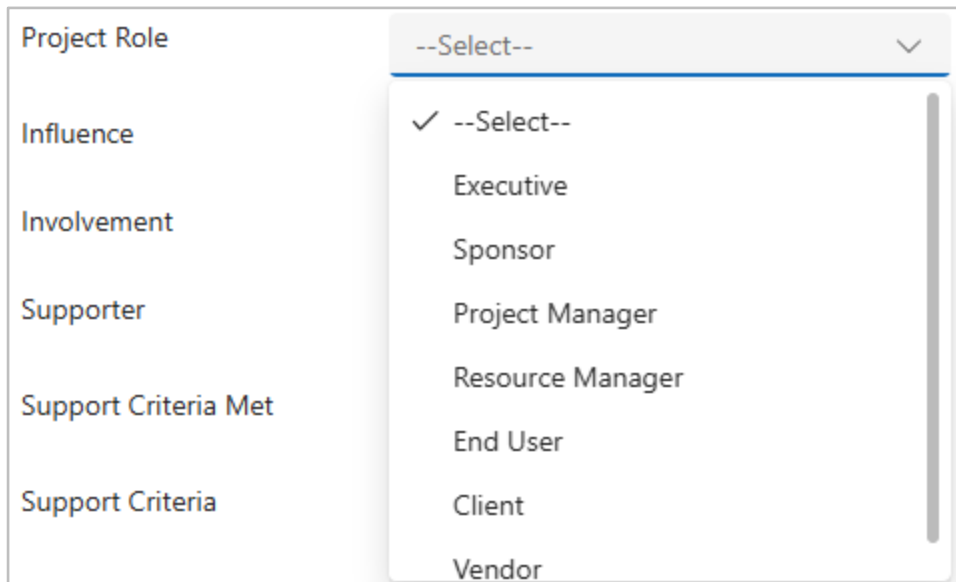 Project Role
--Select--
--Select--
Influence
Executive
Involvement
Sponsor
Supporter
Project Manager
Resource Manager
Support Criteria Met
End User
Support Criteria
Client
Vendor